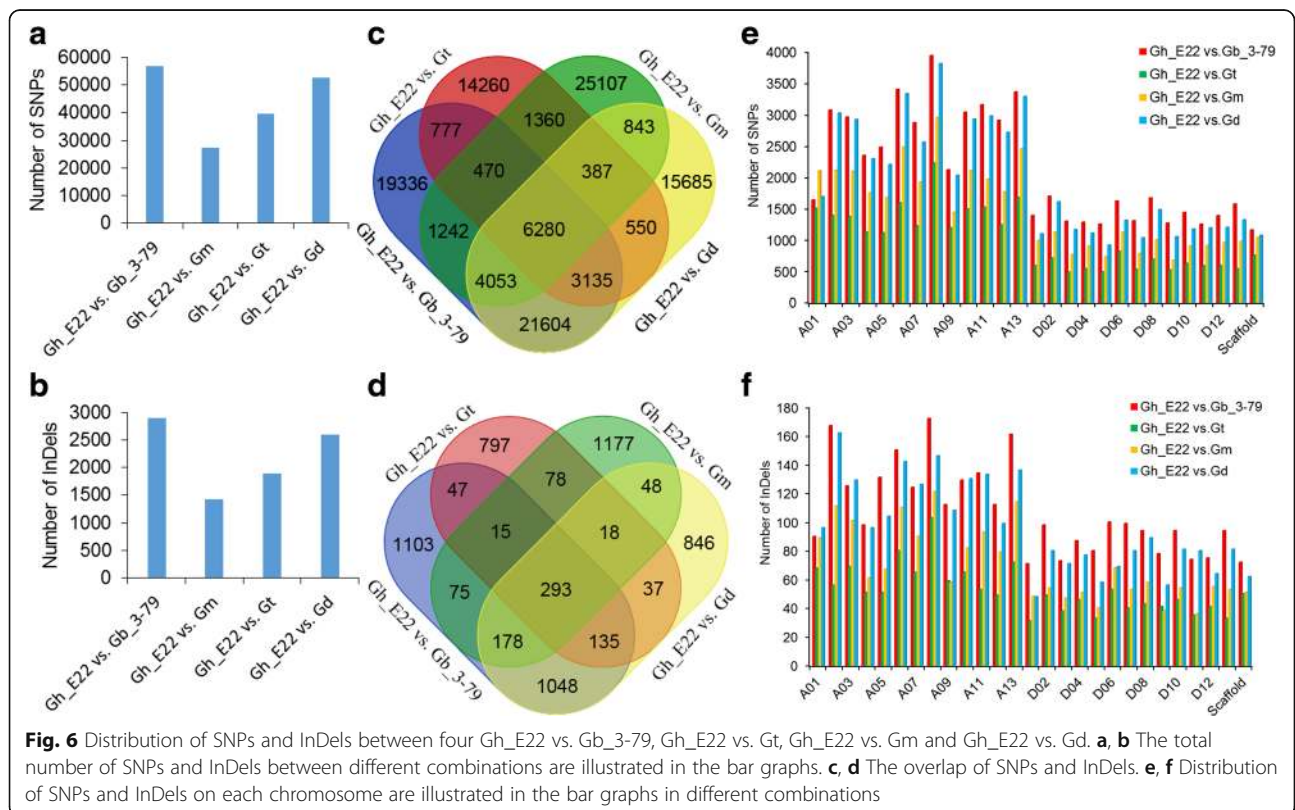 a
60000
50000
40000
30000
20000
10000
0
Number of SNPs
Gh_E22 vs. Gb_3-79
Gh_E22 vs. Gm
Gh_E22 vs. Gt
Gh_E22 vs. Gd
b
3000
2500
2000
1500
1000
500
0
Number of InDels
Gh_E22 vs. Gb_3-79
Gh_E22 vs. Gm
Gh_E22 vs. Gt
Gh_E22 vs. Gd
c
Gh_E22 vs. Gt
Gh_E22 vs. Gm
14260
25107
777
1360
843
19336
470
387
15685
1242
6280
550
4053
3135
21604
Gh_E22 vs. Gb_3-79
Gh_E22 vs. Gd
d
Gh_E22 vs. Gt
Gh_E22 vs. Gm
797
1177
47
78
48
1103
15
18
846
75
293
37
178
135
1048
Gh_E22 vs. Gb_3-79
Gh_E22 vs. Gd
e
4000
3500
3000
2500
2000
1500
1000
500
0
Number of SNPs
Gh_E22 vs.Gb_3-79
Gh_E22 vs.Gt
Gh_E22 vs.Gm
Gh_E22 vs.Gd
A01
A03
A05
A07
A09
A11
A13
D02
D04
D06
D08
D10
D12
Scaffold
f
180
160
140
120
100
80
60
40
20
0
Number of InDels
Gh_E22 vs.Gb_3-79
Gh_E22 vs.Gt
Gh_E22 vs.Gm
Gh_E22 vs.Gd
A01
A03
A05
A07
A09
A11
A13
D02
D04
D06
D08
D10
D12
Scaffold
Fig. 6 Distribution of SNPs and InDels between four Gh_E22 vs. Gb_3-79, Gh_E22 vs. Gt, Gh_E22 vs. Gm and Gh_E22 vs. Gd. a, b The total
number of SNPs and InDels between different combinations are illustrated in the bar graphs. c, d The overlap of SNPs and InDels. e, f Distribution
of SNPs and InDels on each chromosome are illustrated in the bar graphs in different combinations